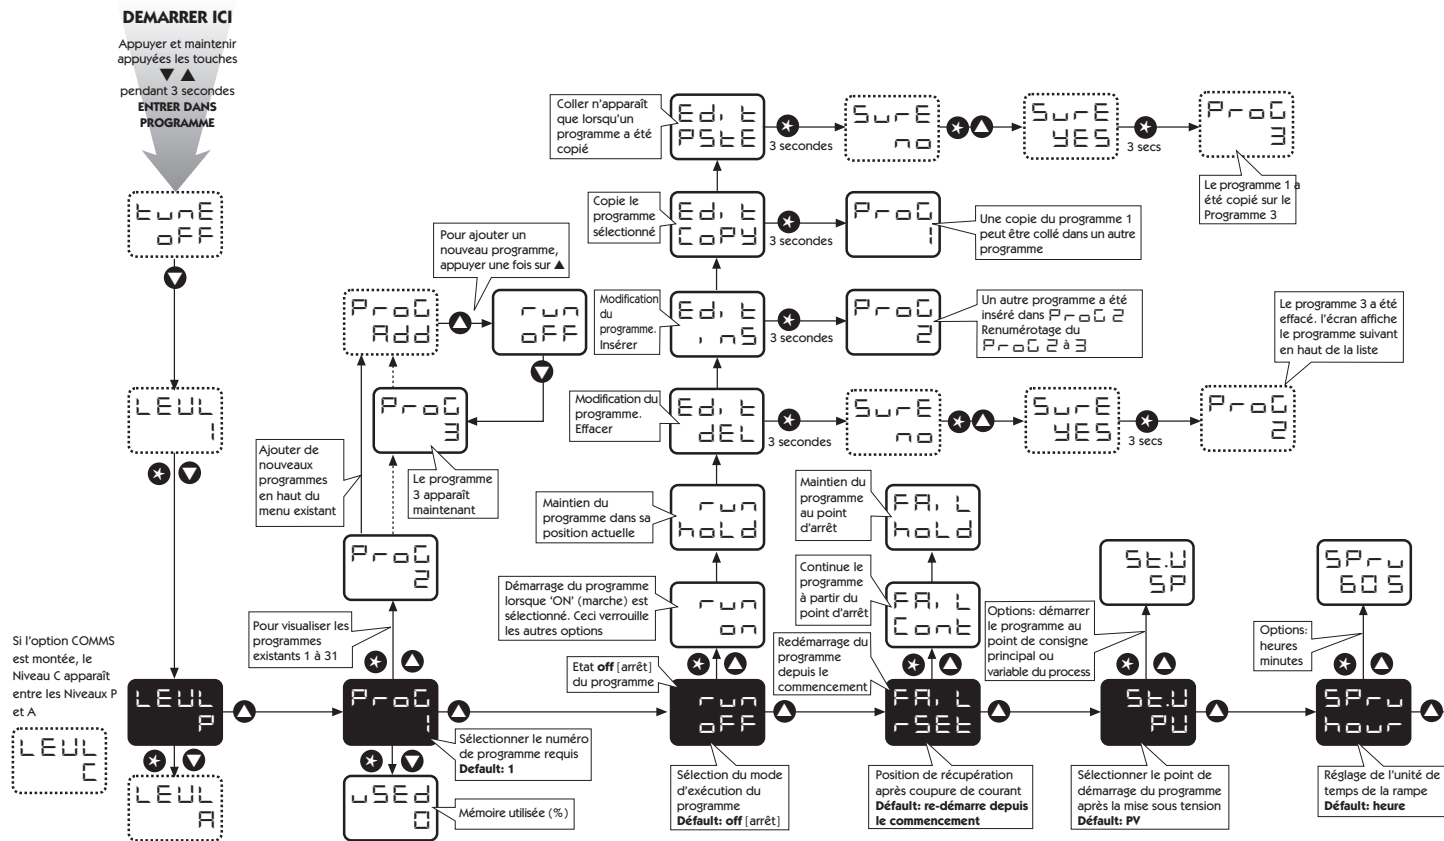 DEMARRER ICI
Appuyer et maintenir
appuyées les touches
▼ ▲
pendant 3 secondes
ENTRER DANS
PROGRAMME
tunE
oFF
LEVL
1
Si l'option COMMS
est montée, le
Niveau C apparaît
entre les Niveaux P
et A
LEVL
C
LEVL
P
LEVL
A
Ajouter de
nouveaux
programmes
en haut du
menu existant
ProG
Add
Pour ajouter un
nouveau programme,
appuyer une fois sur ▲
run
oFF
ProG
3
Le programme
3 apparaît
maintenant
ProG
2
Pour visualiser les
programmes
existants 1 à 31
ProG
1
Sélectionner le numéro
de programme requis
Default: 1
uSEd
0
Mémoire utilisée (%)
Coller n'apparaît
que lorsqu'un
programme a été
copié
Edit
PStE
3 secondes
SurE
no
SurE
YES
3 secs
ProG
3
Le programme 1 a
été copié sur le
Programme 3
Copie le
programme
sélectionné
Edit
CoPY
3 secondes
ProG
1
Une copie du programme 1
peut être collé dans un autre
programme
Modification
du
programme.
Insérer
Edit
inS
3 secondes
ProG
2
Un autre programme a été
inséré dans ProG 2
Renumérotage du
ProG 2 à 3
Le programme 3 a été
effacé. l'écran affiche
le programme suivant
en haut de la liste
Modification du
programme.
Effacer
Edit
dEL
3 secondes
SurE
no
SurE
YES
3 secs
ProG
2
Maintien du
programme dans sa
position actuelle
run
hoLd
Démarrage du programme
lorsque 'ON' (marche) est
sélectionné. Ceci verrouille
les autres options
run
on
Etat off [arrêt]
du programme
run
oFF
Sélection du mode
d'exécution du
programme
Défault: off [arrêt]
Maintien du
programme
au point
d'arrêt
FAiL
hoLd
Continue le
programme
à partir du
point d'arrêt
FAiL
Cont
Redémarrage du
programme
depuis le
commencement
FAiL
rSEt
Position de récupération
après coupure de courant
Défault: re-démarre depuis
le commencement
St.V
SP
Options: démarrer
le programme au
point de consigne
principal ou
variable du process
St.V
PV
Sélectionner le point de
démarrage du programme
après la mise sous tension
Défault: PV
SPru
60 S
Options:
heures
minutes
SPru
hour
Réglage de l'unité de
temps de la rampe
Défault: heure